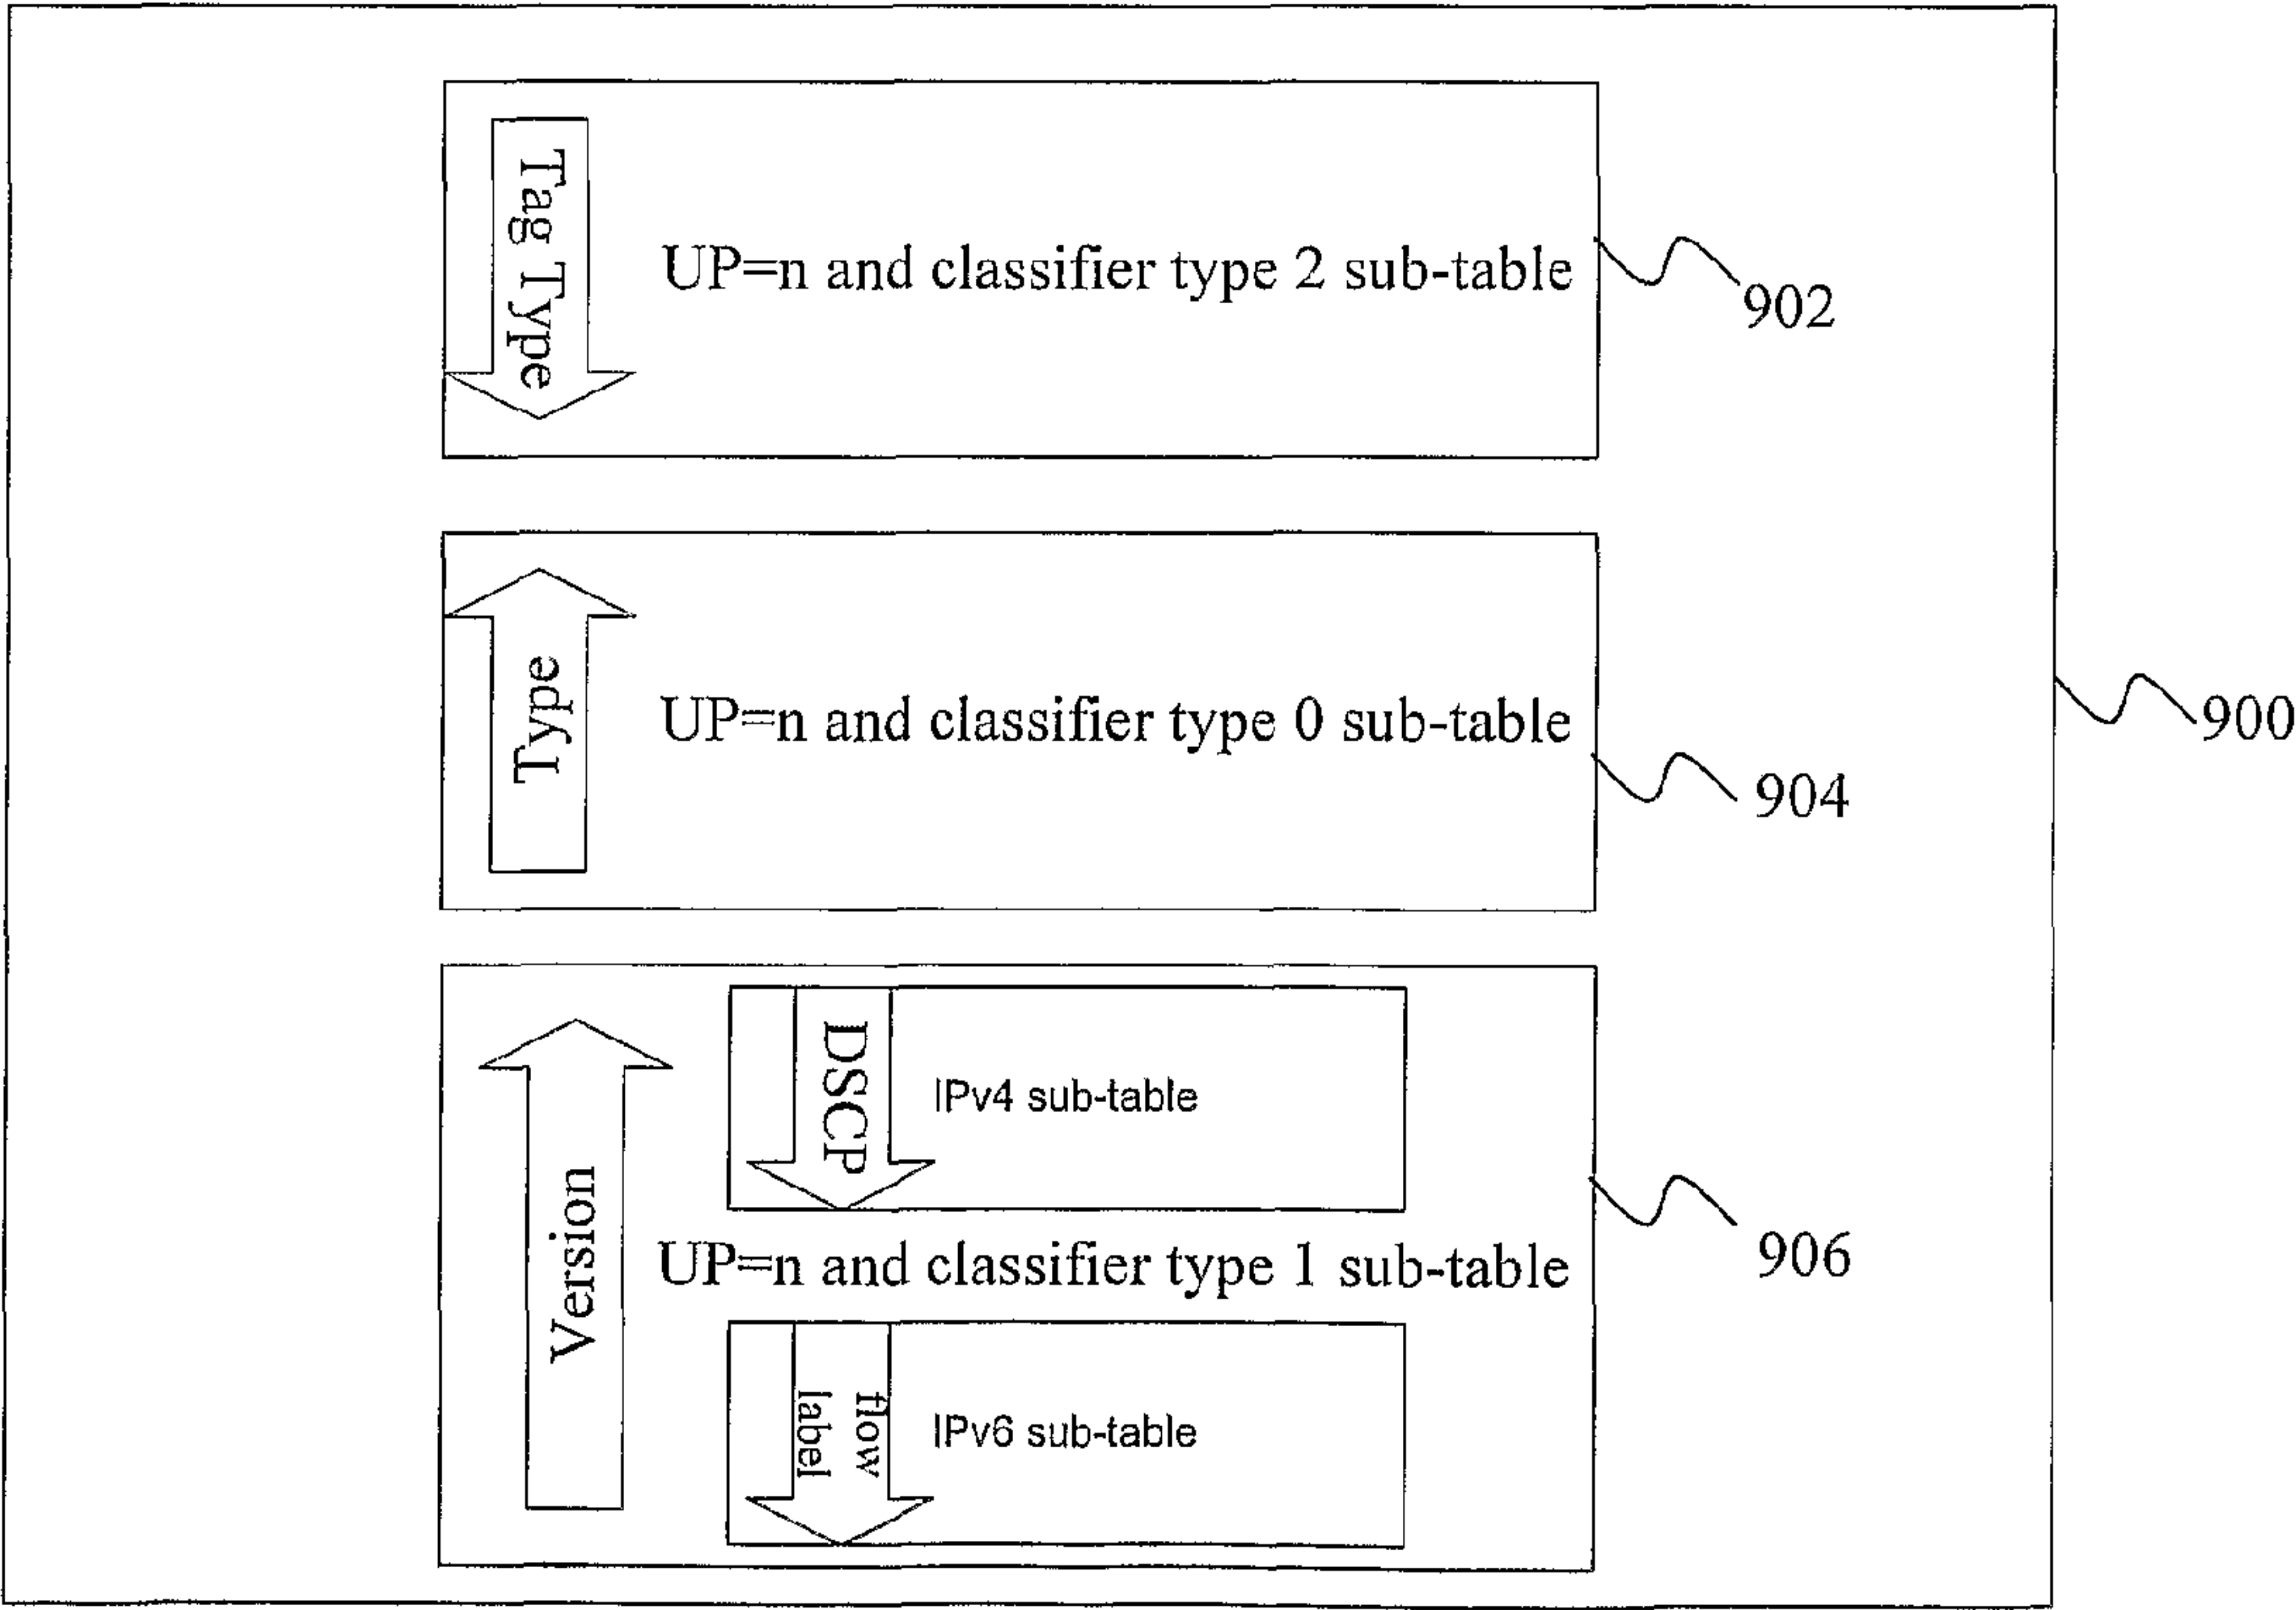 Tag Type
UP=n and classifier type 2 sub-table
902
Type
UP=n and classifier type 0 sub-table
900
904
DSCP
IPv4 sub-table
Version
UP=n and classifier type 1 sub-table
906
flow
label
IPv6 sub-table